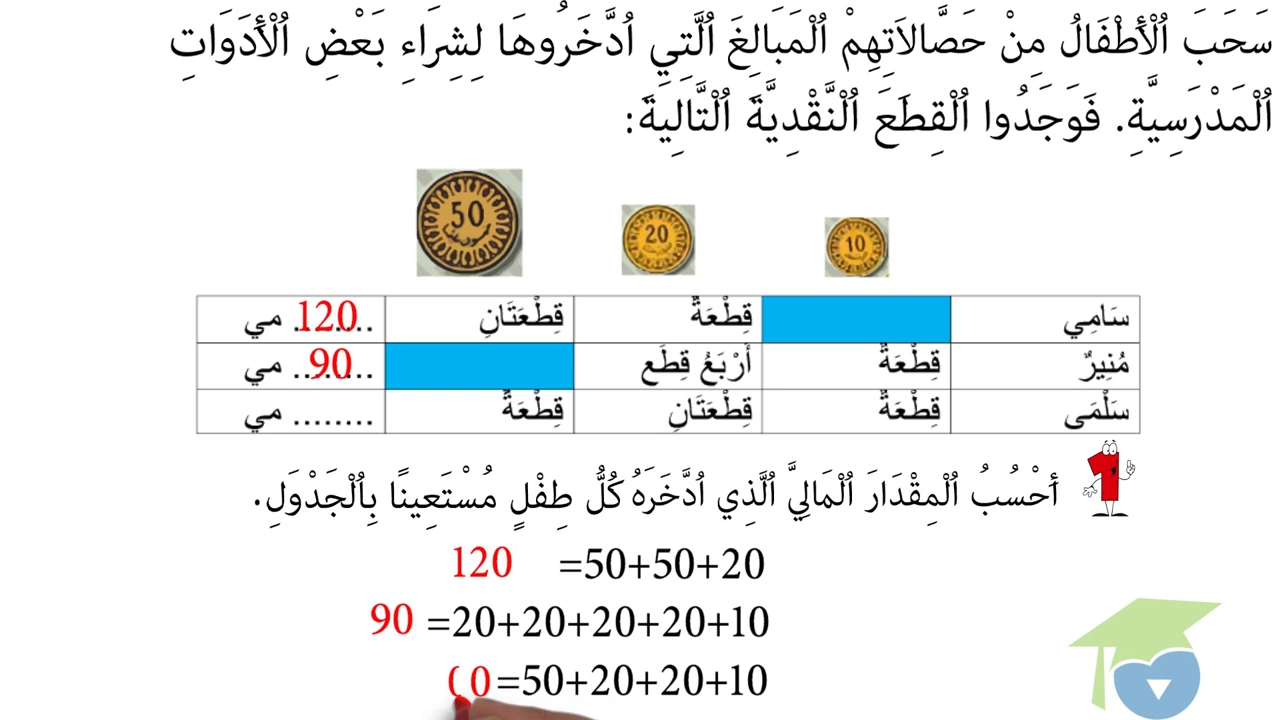 سَحَبَ ٱلْأَطْفَالُ مِنْ حَصَّالَاتِهِمْ ٱلْمَبَالِغَ ٱلَّتِي ٱدَّخَرُوهَا لِشِرَاءِ بَعْضِ ٱلْأَدَوَاتِ
ٱلْمَدْرَسِيَّةِ. فَوَجَدُوا ٱلْقِطَعَ ٱلنَّقْدِيَّةَ ٱلتَّالِيَةَ:
10 20 50
سَامِي قِطْعَةٌ قِطْعَتَانِ 120 مي
مُنِيرٌ قِطْعَةٌ أَرْبَعُ قِطَع 90 مي
سَلْمَى قِطْعَةٌ قِطْعَتَانِ قِطْعَةٌ ........ مي
1 أَحْسُبُ ٱلْمِقْدَارَ ٱلْمَالِيَّ ٱلَّذِي ٱدَّخَرَهُ كُلُّ طِفْلٍ مُسْتَعِينًا بِٱلْجَدْوَلِ.
120 =50+50+20
90 =20+20+20+20+10
0 =50+20+20+10